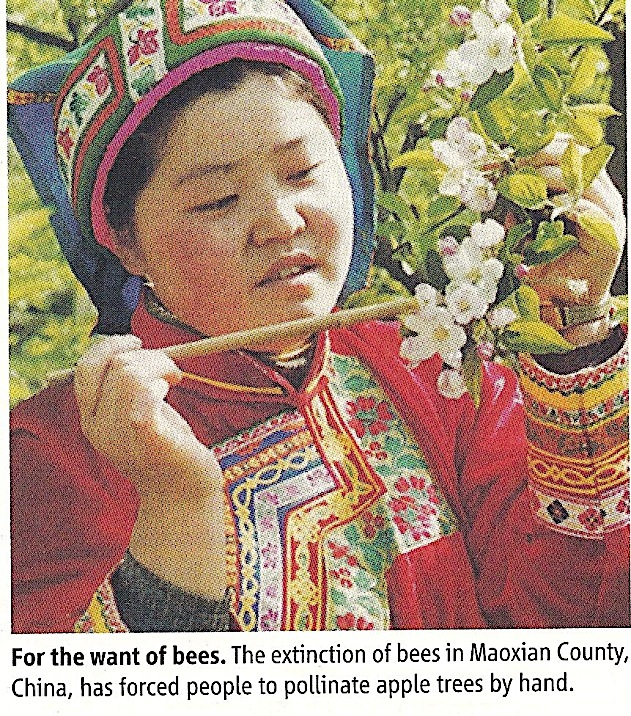 For the want of bees. The extinction of bees in Maoxian County,
China, has forced people to pollinate apple trees by hand.